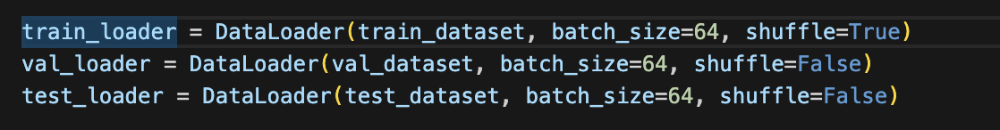 train_loader = DataLoader(train_dataset, batch_size=64, shuffle=True)
val_loader = DataLoader(val_dataset, batch_size=64, shuffle=False)
test_loader = DataLoader(test_dataset, batch_size=64, shuffle=False)